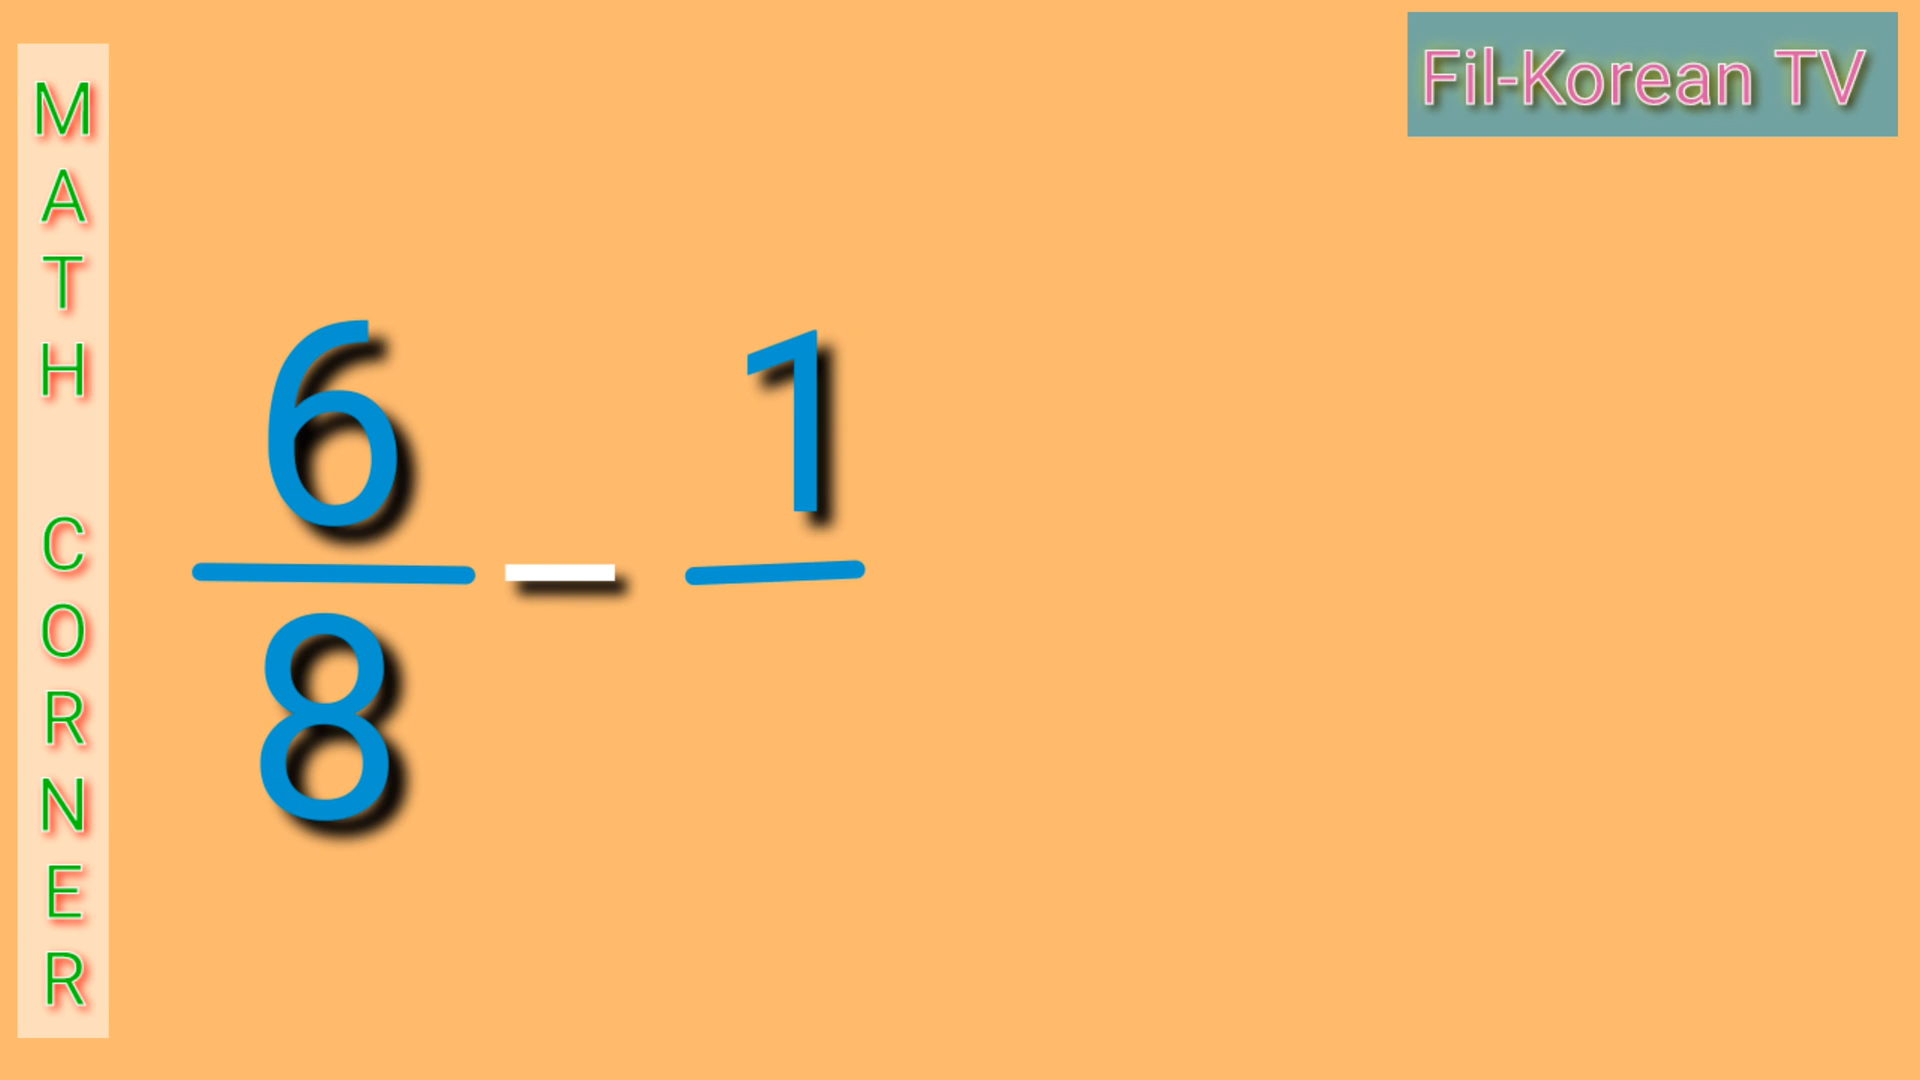 MATH CORNER
Fil-Korean TV
6 1
–
8